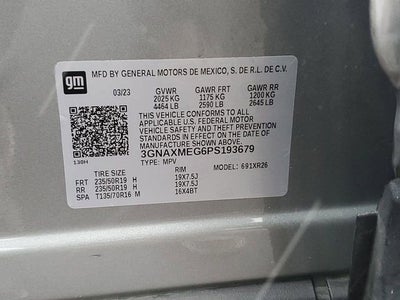 gm MFD BY GENERAL MOTORS DE MEXICO, S. DE R.L. DE C.V.
03/23 GVWR GAWR FRT GAWR RR
2025 KG 1175 KG 1200 KG
4464 LB 2590 LB 2645 LB
THIS VEHICLE CONFORMS TO ALL
APPLICABLE U.S. FEDERAL MOTOR
VEHICLE SAFETY, BUMPER, AND THEFT
PREVENTION STANDARDS IN EFFECT ON
THE DATE OF MANUFACTURE SHOWN ABOVE.
3GNAXMEG6PS193679
TYPE: MPV MODEL: 691XR26
138H
TIRE SIZE RIM
FRT 235/50R19 H 19X7.5J
RR 235/50R19 H 19X7.5J
SPA T135/70R16 M 16X4BT